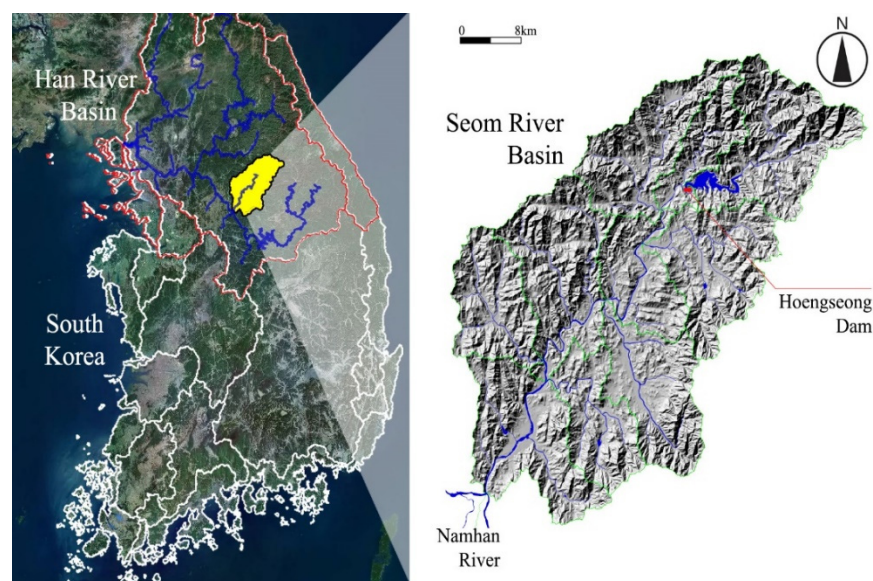 Han River
Basin
South
Korea
0 8km
N
Seom River
Basin
Hoengseong
Dam
Namhan
River